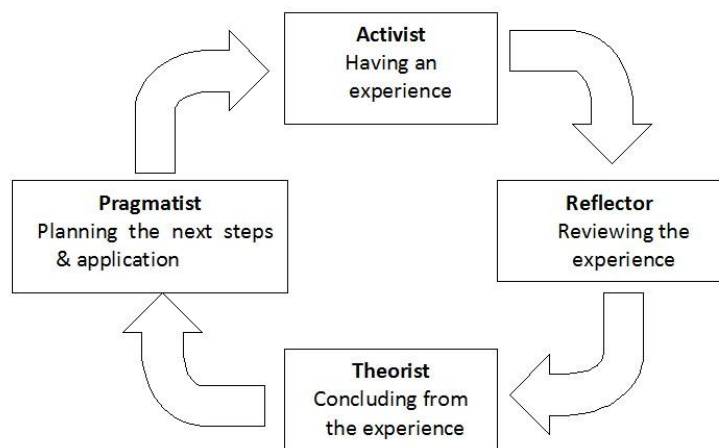 Activist
Having an
experience
Reflector
Reviewing the
experience
Theorist
Concluding from
the experience
Pragmatist
Planning the next steps
& application